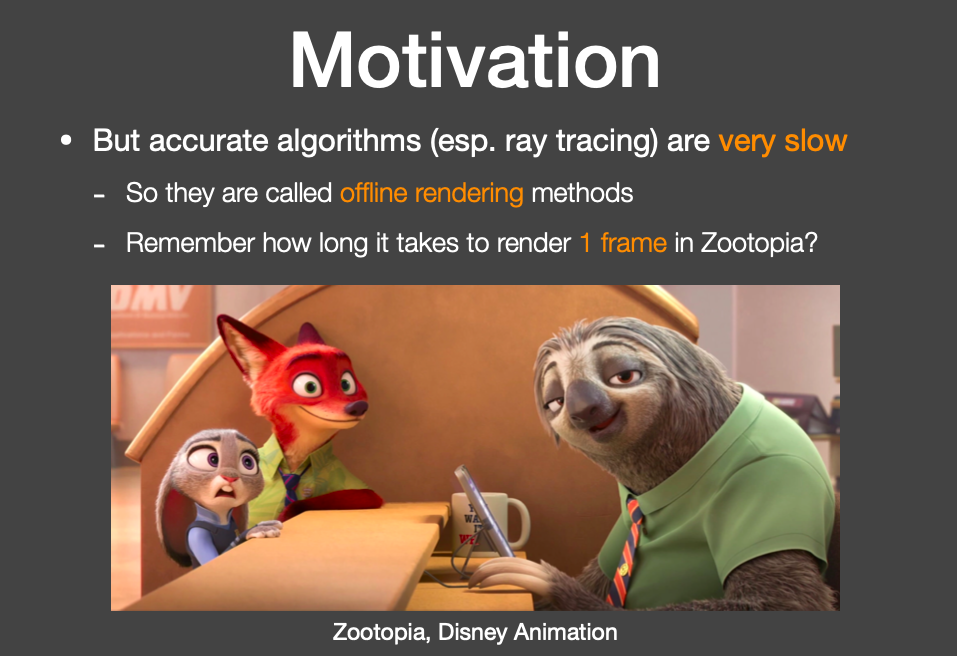 Motivation
• But accurate algorithms (esp. ray tracing) are very slow
- So they are called offline rendering methods
- Remember how long it takes to render 1 frame in Zootopia?
DMV
Zootopia, Disney Animation